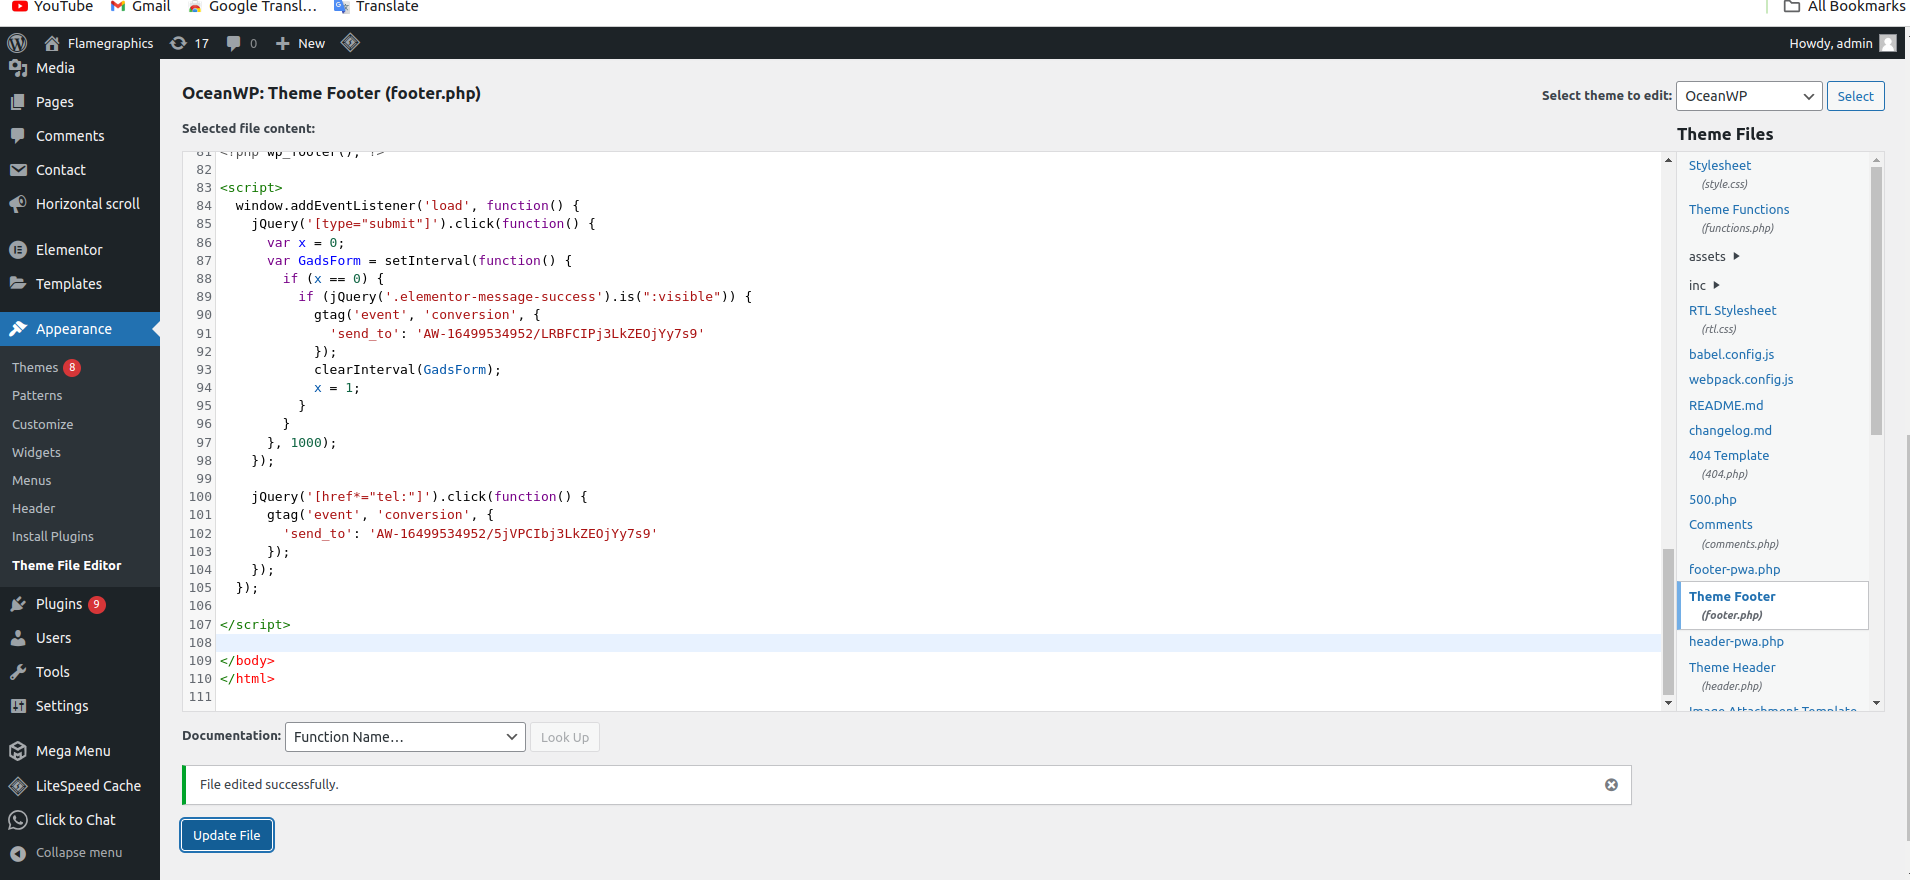 YouTube Gmail Google Transl... Translate All Bookmarks
Flamegraphics 17 0 New Howdy, admin
Media
Pages
Comments
Contact
Horizontal scroll
Elementor
Templates
Appearance
Themes 8
Patterns
Customize
Widgets
Menus
Header
Install Plugins
Theme File Editor
Plugins 9
Users
Tools
Settings
Mega Menu
LiteSpeed Cache
Click to Chat
Collapse menu
OceanWP: Theme Footer (footer.php)
Select theme to edit: OceanWP Select
Selected file content:
81 <?php wp_footer(); ?>
82
83 <script>
84 window.addEventListener('load', function() {
85 jQuery('[type="submit"]').click(function() {
86 var x = 0;
87 var GadsForm = setInterval(function() {
88 if (x == 0) {
89 if (jQuery('.elementor-message-success').is(":visible")) {
90 gtag('event', 'conversion', {
91 'send_to': 'AW-16499534952/LRBFCIPj3LkZEOjYy7s9'
92 });
93 clearInterval(GadsForm);
94 x = 1;
95 }
96 }
97 }, 1000);
98 });
99
100 jQuery('[href*="tel:"]').click(function() {
101 gtag('event', 'conversion', {
102 'send_to': 'AW-16499534952/5jVPCIbj3LkZEOjYy7s9'
103 });
104 });
105 });
106
107 </script>
108
109 </body>
110 </html>
111
Theme Files
Stylesheet
(style.css)
Theme Functions
(functions.php)
assets
inc
RTL Stylesheet
(rtl.css)
babel.config.js
webpack.config.js
README.md
changelog.md
404 Template
(404.php)
500.php
Comments
(comments.php)
footer-pwa.php
Theme Footer
(footer.php)
header-pwa.php
Theme Header
(header.php)
Image Attachment Template
Documentation: Function Name... Look Up
File edited successfully.
Update File